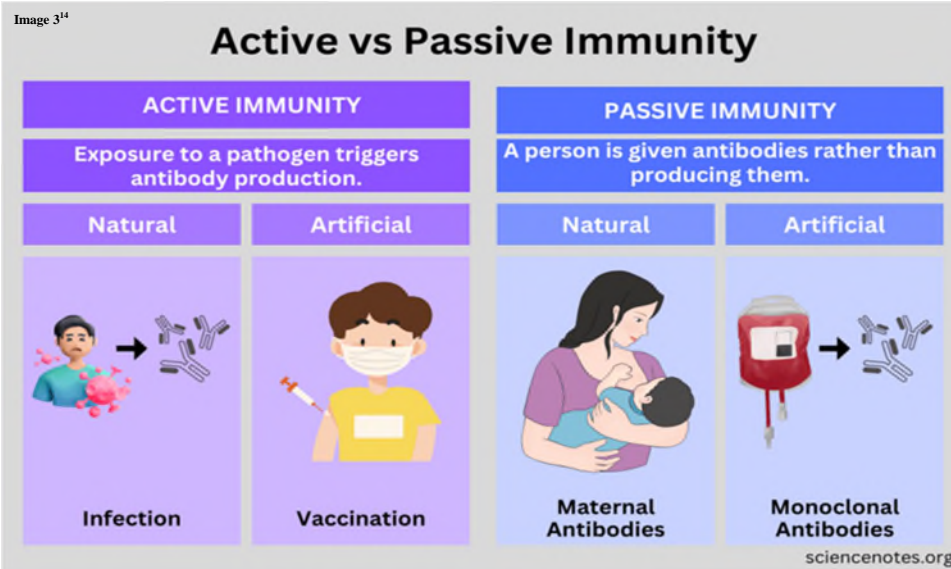 Image 3¹⁴
Active vs Passive Immunity
ACTIVE IMMUNITY
Exposure to a pathogen triggers
antibody production.
Natural
Artificial
Infection
Vaccination
PASSIVE IMMUNITY
A person is given antibodies rather than
producing them.
Natural
Artificial
Maternal
Antibodies
Monoclonal
Antibodies
sciencenotes.org